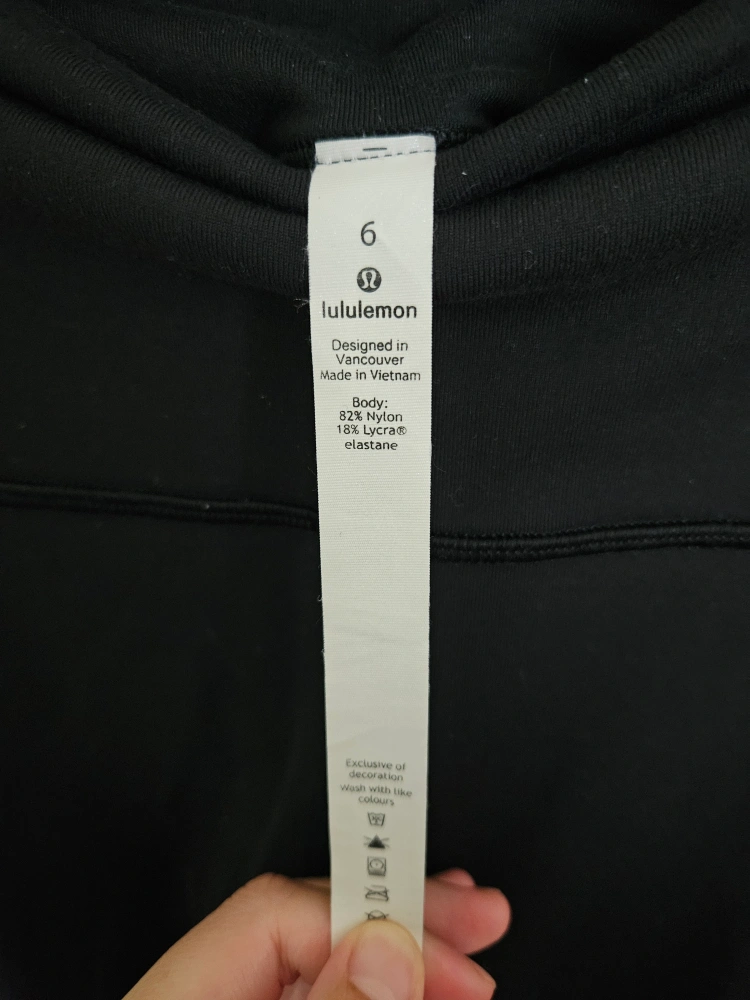 6
lululemon
Designed in
Vancouver
Made in Vietnam
Body:
82% Nylon
18% Lycra®
elastane
Exclusive of
decoration
Wash with like
colours